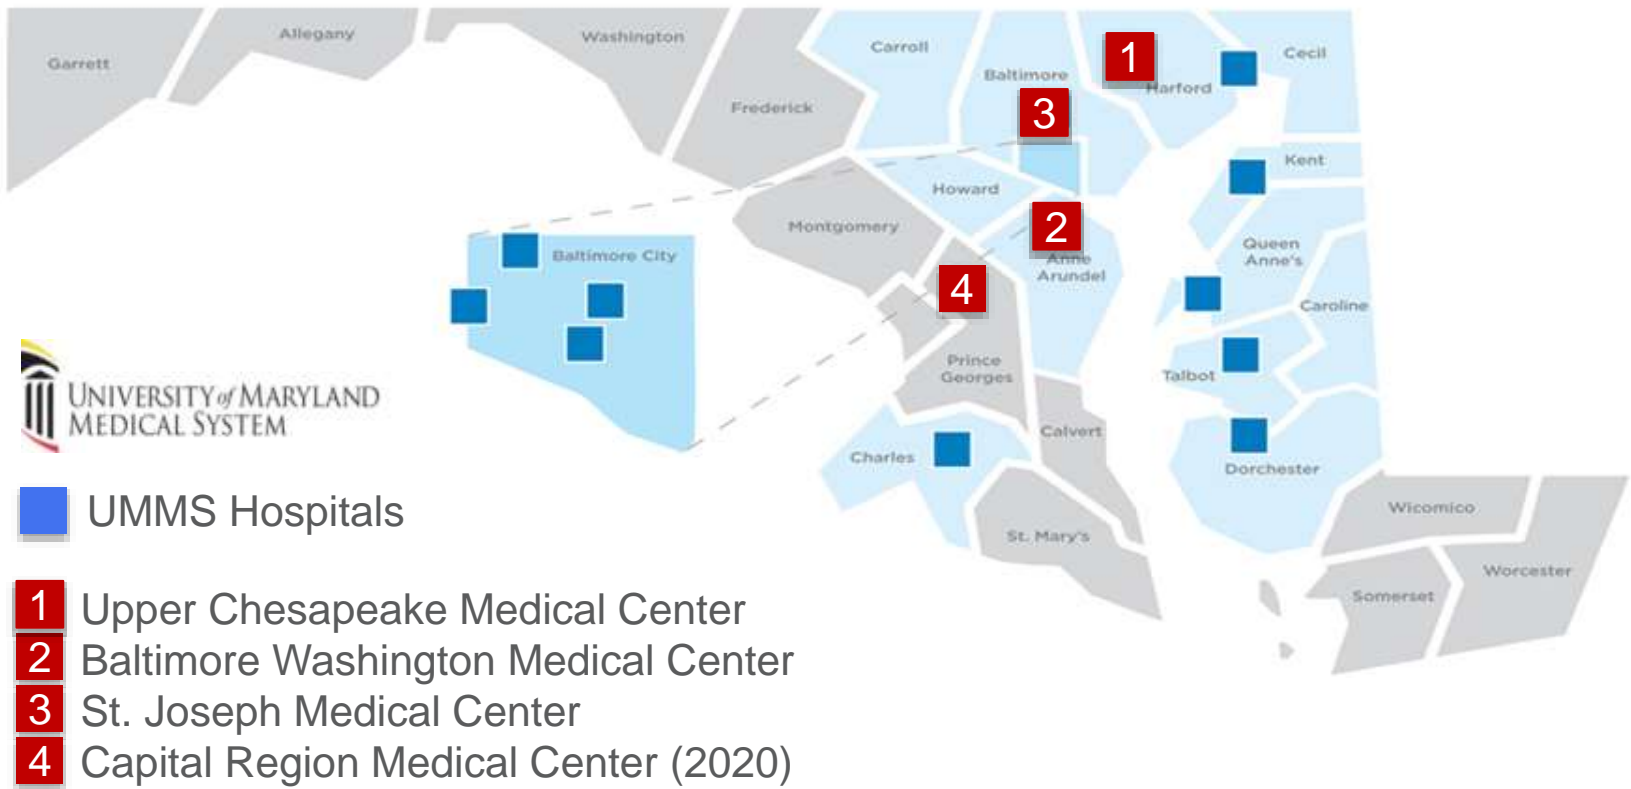 Garrett
Allegany
Washington
Frederick
Carroll
Baltimore
1
Harford
Cecil
3
Kent
Howard
Montgomery
2
Anne
Arundel
Queen
Anne's
Baltimore City
4
Caroline
Prince
Georges
Talbot
UNIVERSITY of MARYLAND
MEDICAL SYSTEM
Calvert
Charles
Dorchester
UMMS Hospitals
Wicomico
St. Mary's
Worcester
Somerset
1 Upper Chesapeake Medical Center
2 Baltimore Washington Medical Center
3 St. Joseph Medical Center
4 Capital Region Medical Center (2020)